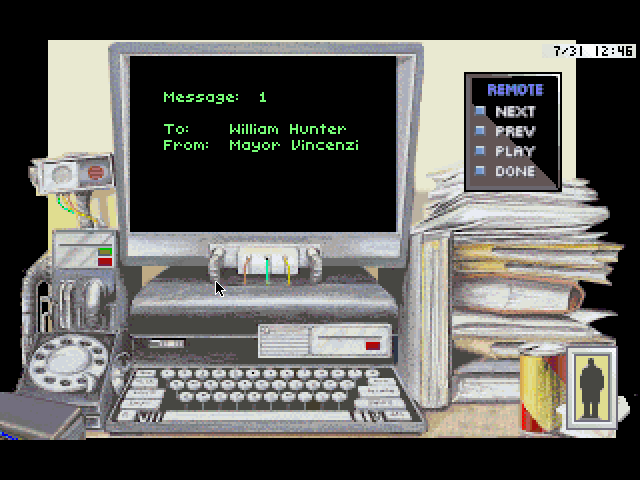 7/31 12:46
Message: 1
To: William Hunter
From: Mayor Vincenzi
REMOTE
NEXT
PREV
PLAY
DONE